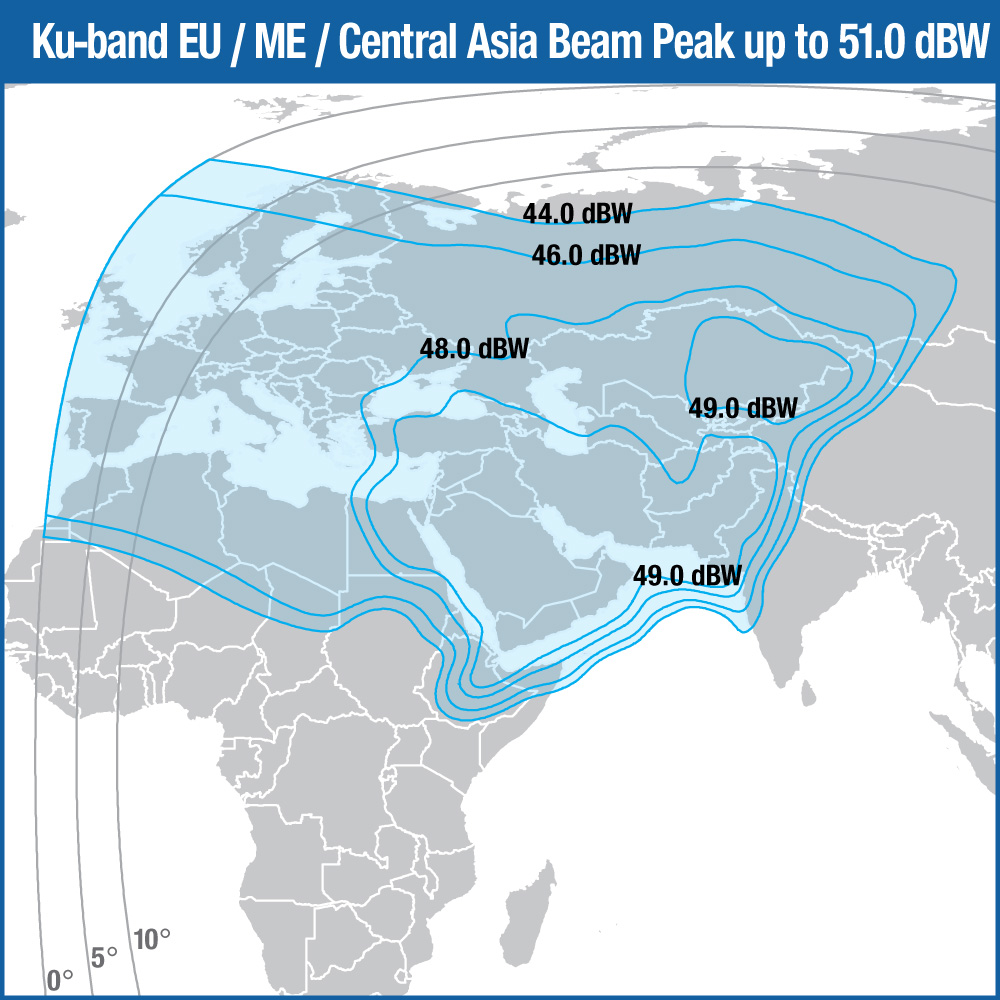 Ku-band EU / ME / Central Asia Beam Peak up to 51.0 dBW
44.0 dBW
46.0 dBW
48.0 dBW
49.0 dBW
49.0 dBW
10°
5°
0°